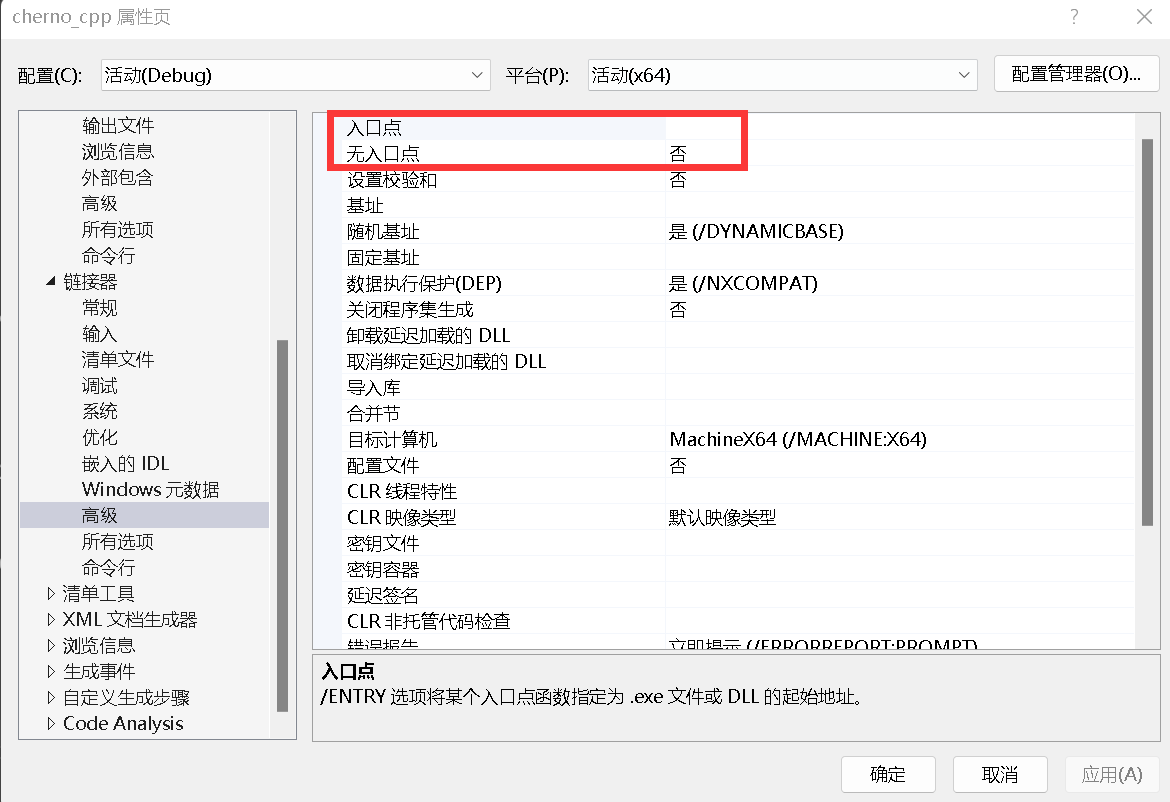 cherno_cpp 属性页
配置(C): 活动(Debug) 平台(P): 活动(x64) 配置管理器(O)...
输出文件
浏览信息
外部包含
高级
所有选项
命令行
链接器
常规
输入
清单文件
调试
系统
优化
嵌入的 IDL
Windows 元数据
高级
所有选项
命令行
清单工具
XML 文档生成器
浏览信息
生成事件
自定义生成步骤
Code Analysis
入口点
无入口点 否
设置校验和 否
基址
随机基址 是 (/DYNAMICBASE)
固定基址
数据执行保护(DEP) 是 (/NXCOMPAT)
关闭程序集生成 否
卸载延迟加载的 DLL
取消绑定延迟加载的 DLL
导入库
合并节
目标计算机 MachineX64 (/MACHINE:X64)
配置文件 否
CLR 线程特性
CLR 映像类型 默认映像类型
密钥文件
密钥容器
延迟签名
CLR 非托管代码检查
错误报告 立即提示 (/ERRORREPORT:PROMPT)
入口点
/ENTRY 选项将某个入口点函数指定为 .exe 文件或 DLL 的起始地址。
确定 取消 应用(A)